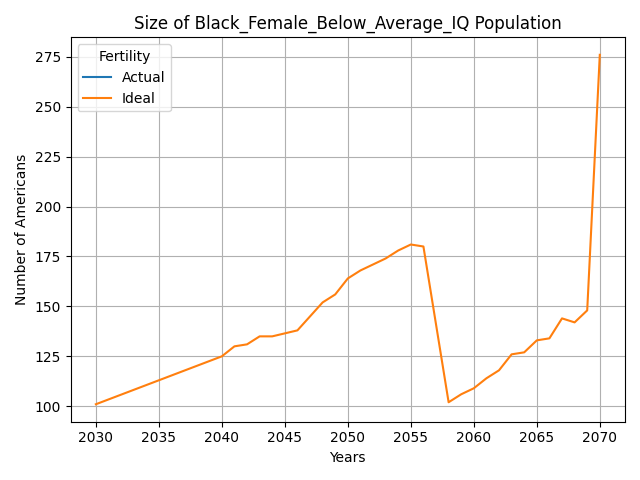 Size of Black_Female_Below_Average_IQ Population
Number of Americans
275
250
225
200
175
150
125
100
Fertility
Actual
Ideal
2030 2035 2040 2045 2050 2055 2060 2065 2070
Years